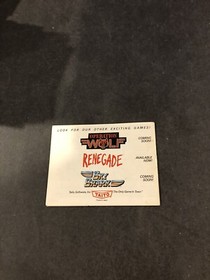 LOOK FOR OUR OTHER EXCITING GAMES!
OPERATION
WOLF
COMING
SOON!
RENEGADE
AVAILABLE
NOW!
SKY
SHARK
COMING
SOON!
TAITO